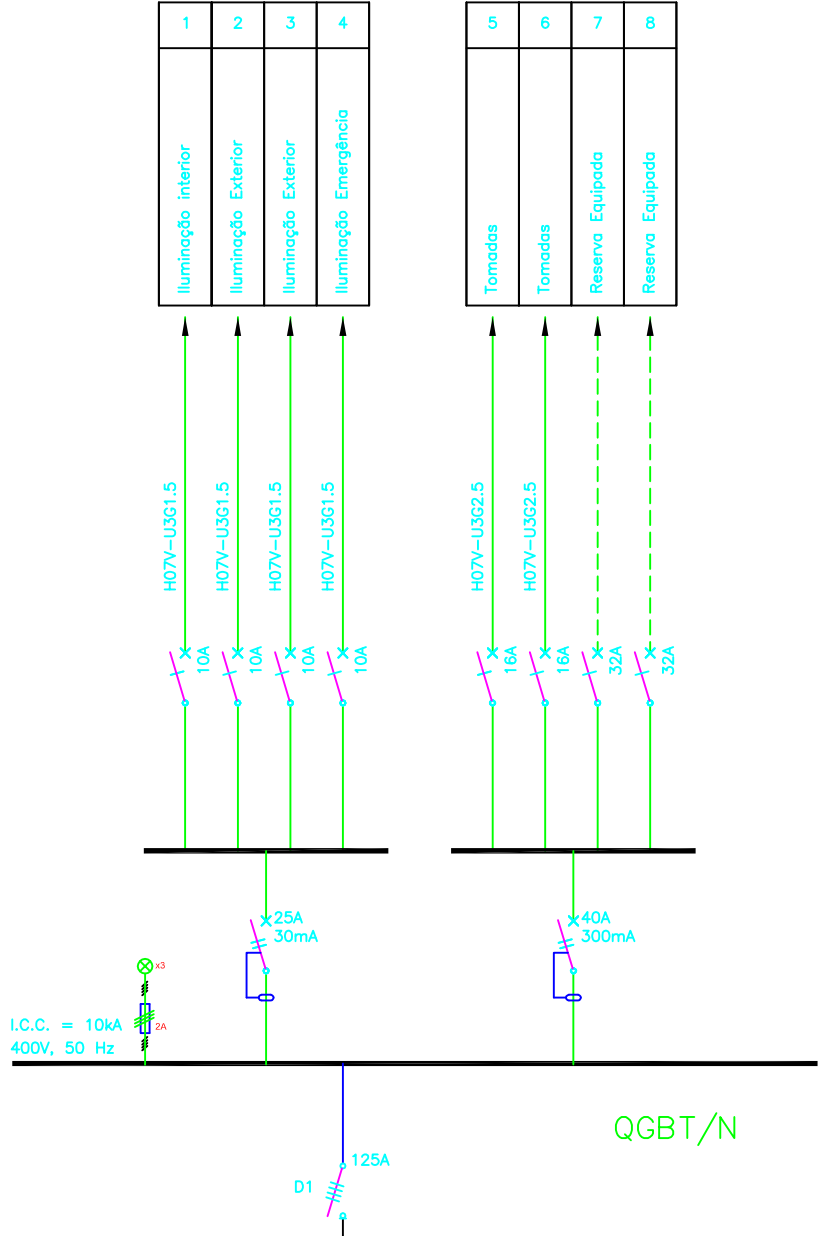 1 2 3 4
5 6 7 8
Iluminação interior
Iluminação Exterior
Iluminação Exterior
Iluminação Emergência
Tomadas
Tomadas
Reserva Equipada
Reserva Equipada
H07V-U3G1.5
H07V-U3G1.5
H07V-U3G1.5
H07V-U3G1.5
H07V-U3G2.5
H07V-U3G2.5
10A
10A
10A
10A
16A
16A
32A
32A
25A
30mA
40A
300mA
x3
2A
I.C.C. = 10kA
400V, 50 Hz
QGBT/N
125A
D1